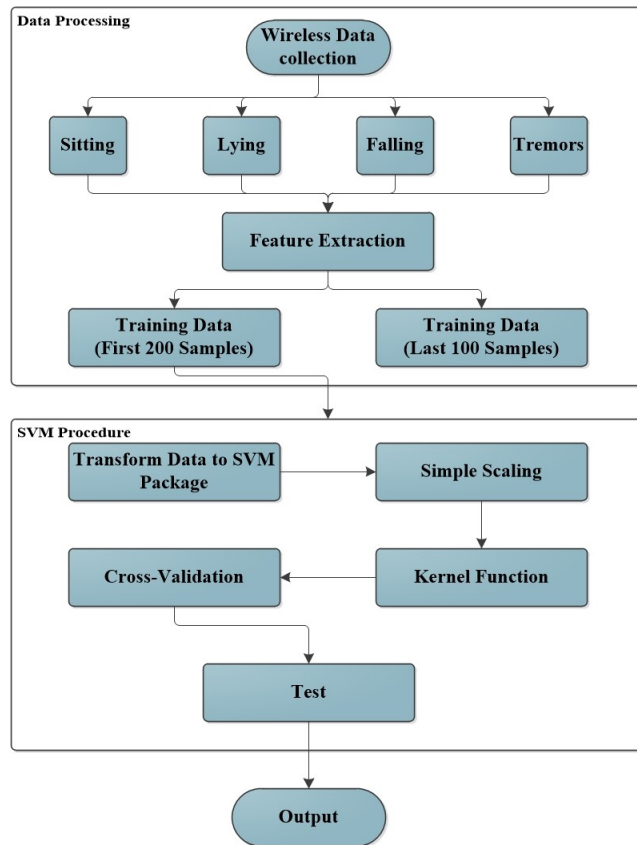 Data Processing
Wireless Data
collection
Sitting
Lying
Falling
Tremors
Feature Extraction
Training Data
(First 200 Samples)
Training Data
(Last 100 Samples)
SVM Procedure
Transform Data to SVM
Package
Simple Scaling
Cross-Validation
Kernel Function
Test
Output